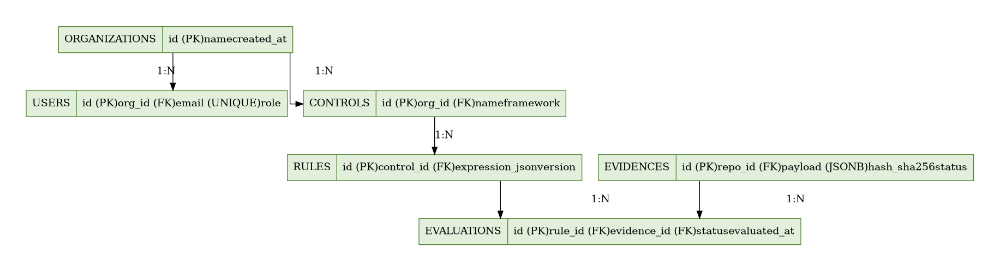 ORGANIZATIONS id (PK)namecreated_at
1:N 1:N
USERS id (PK)org_id (FK)email (UNIQUE)role
CONTROLS id (PK)org_id (FK)nameframework
1:N
RULES id (PK)control_id (FK)expression_jsonversion
EVIDENCES id (PK)repo_id (FK)payload (JSONB)hash_sha256status
1:N 1:N
EVALUATIONS id (PK)rule_id (FK)evidence_id (FK)statusevaluated_at